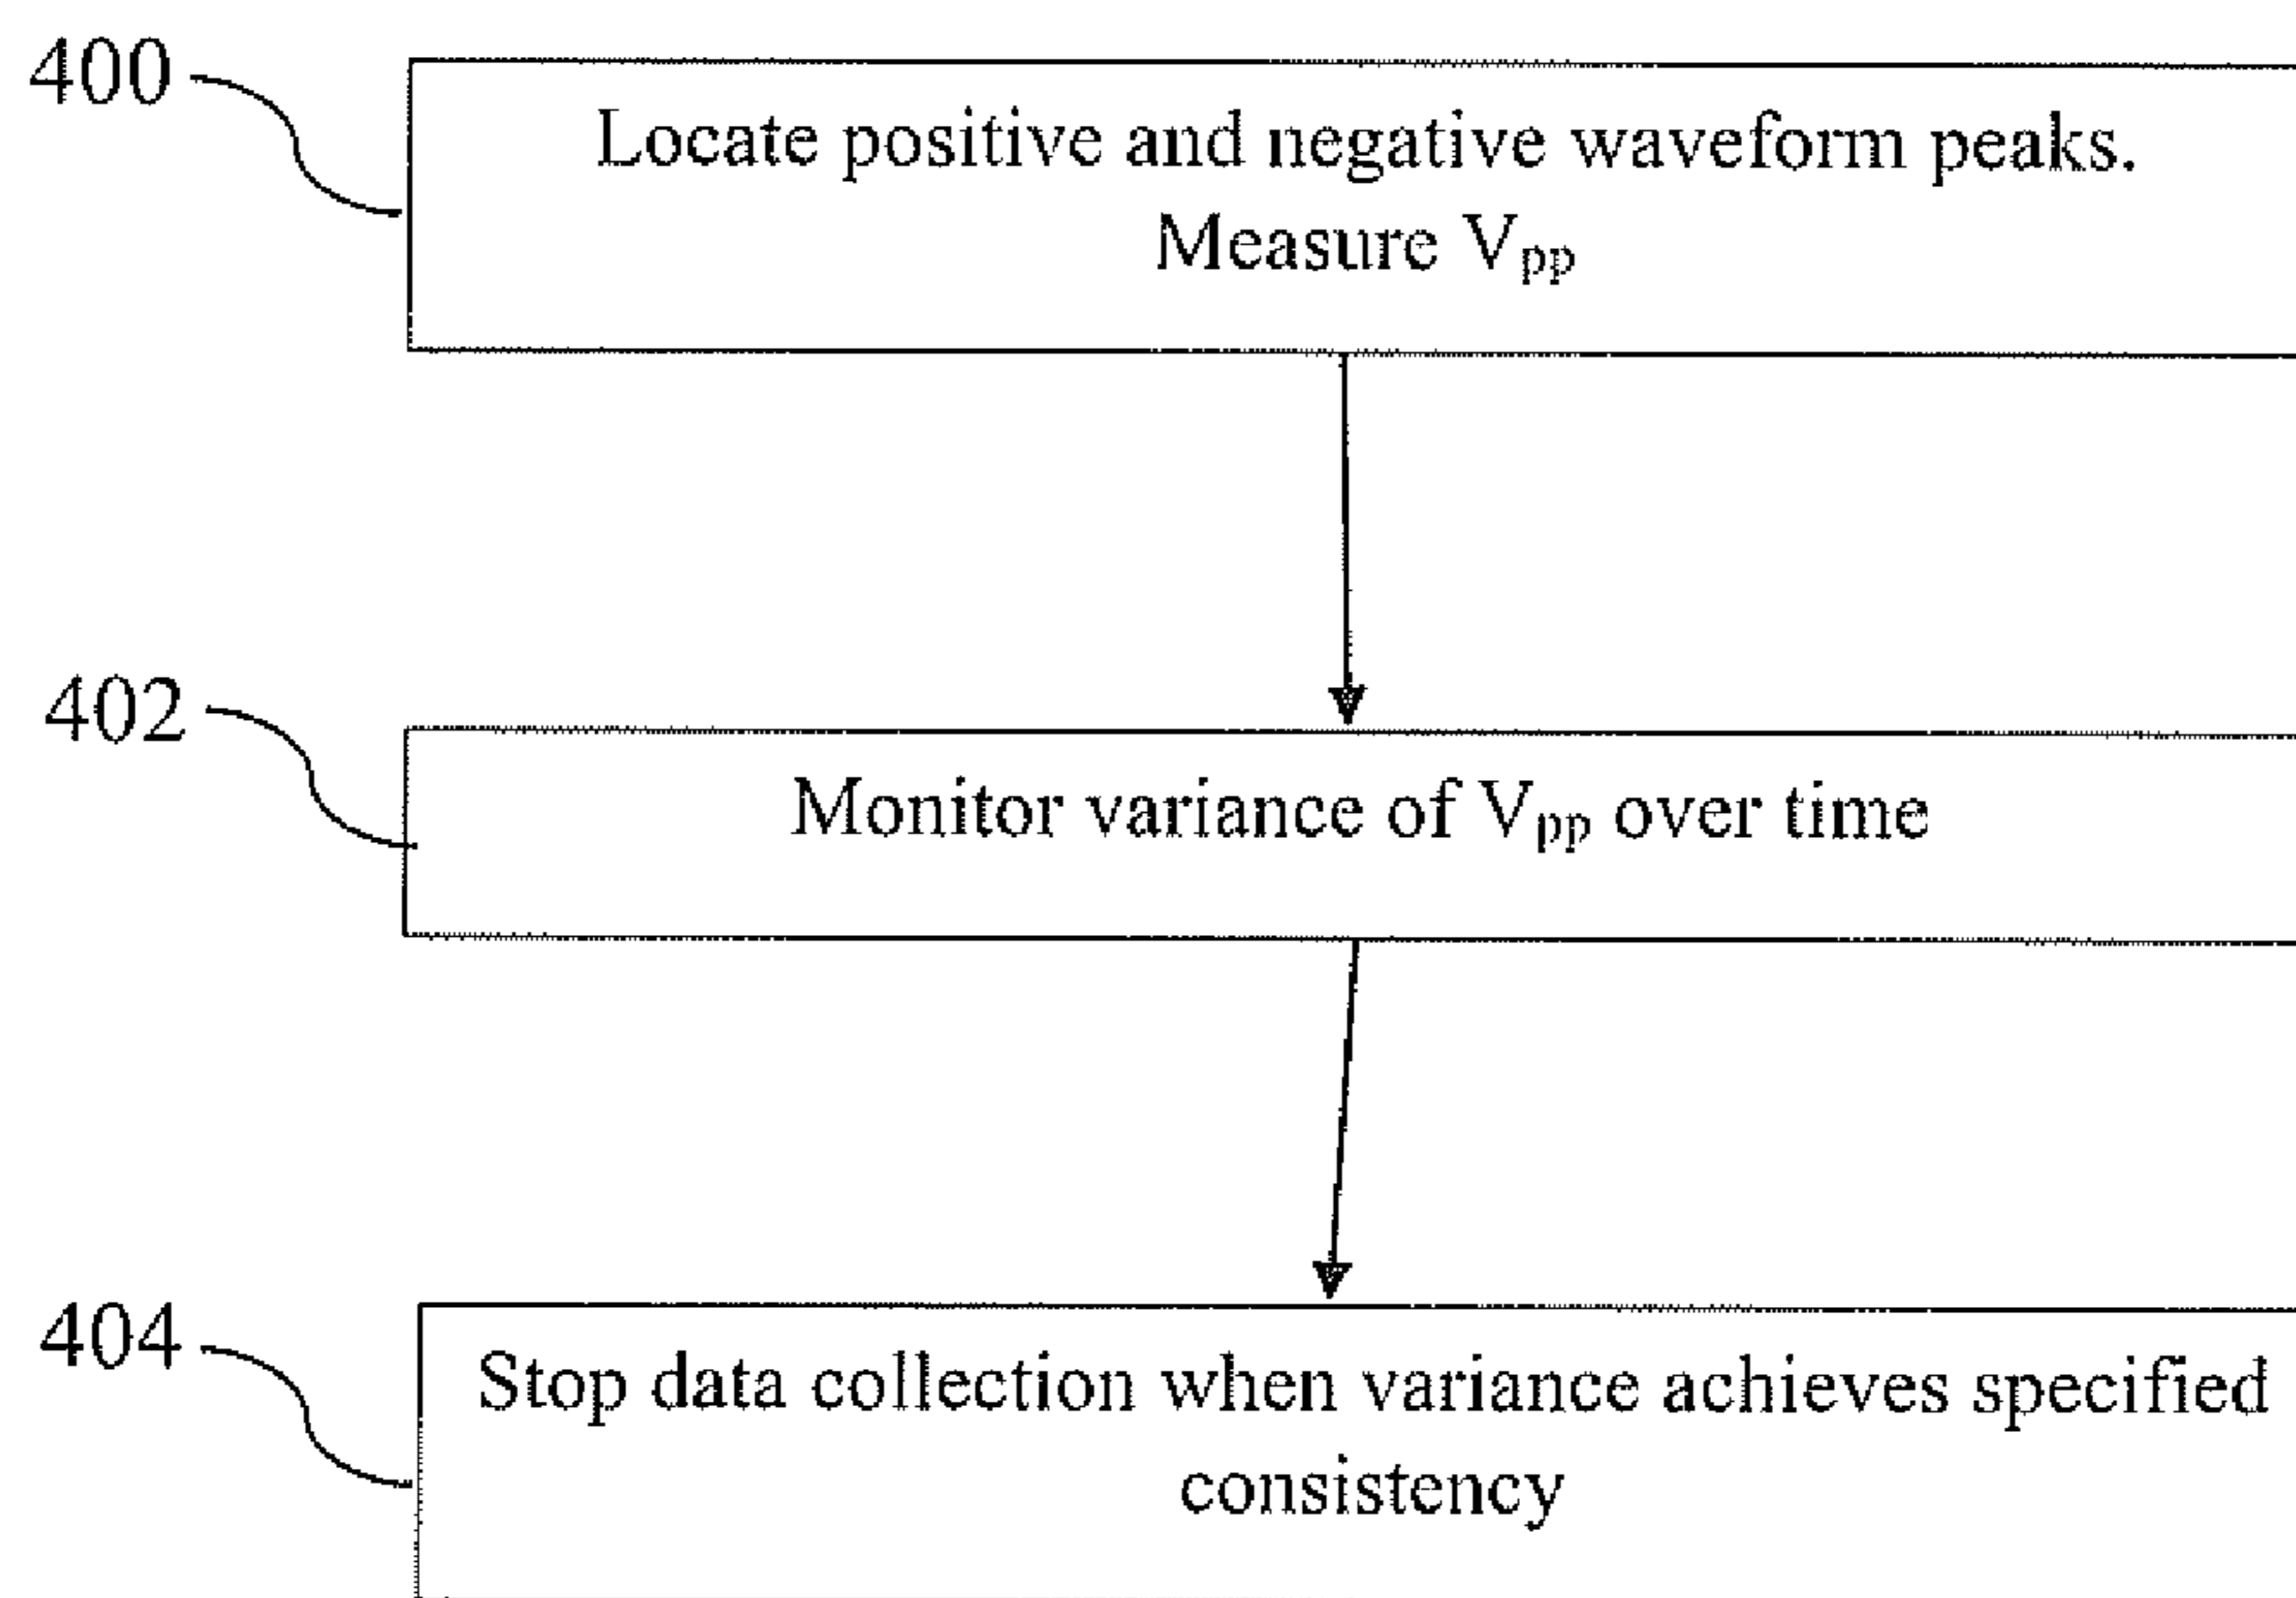 400
Locate positive and negative waveform peaks.
Measure Vpp
402
Monitor variance of Vpp over time
404
Stop data collection when variance achieves specified
consistency